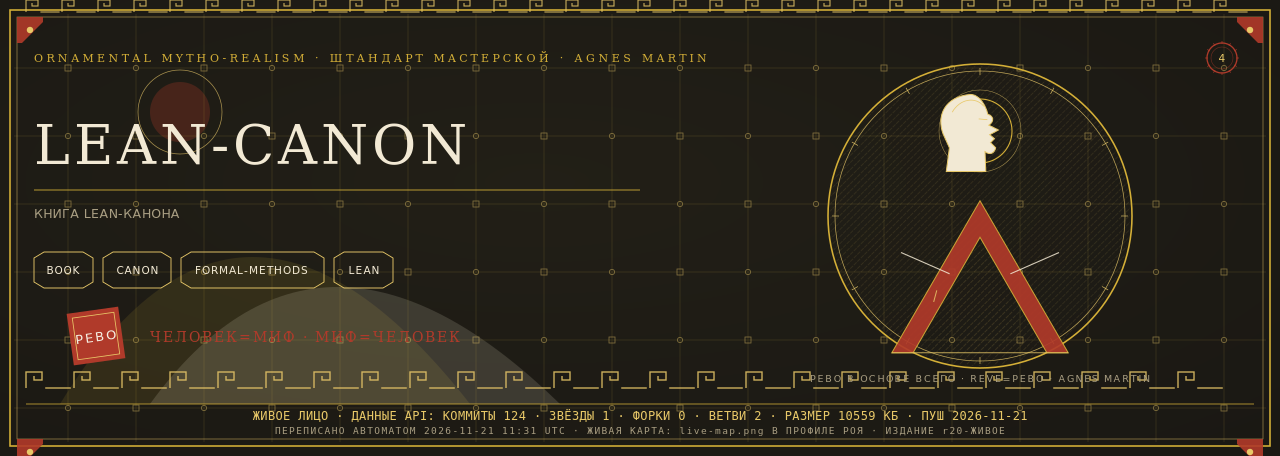 ORNAMENTAL MYTHO-REALISM · ШТАНДАРТ МАСТЕРСКОЙ · AGNES MARTIN
4
LEAN-CANON
КНИГА LEAN-КАНОНА
BOOK CANON FORMAL-METHODS LEAN
РЕВО
ЧЕЛОВЕК=МИФ · МИФ=ЧЕЛОВЕК
РЕВО В ОСНОВЕ ВСЕГО · REVE=РЕВО · AGNES MARTIN
ЖИВОЕ ЛИЦО · ДАННЫЕ API: КОММИТЫ 124 · ЗВЁЗДЫ 1 · ФОРКИ 0 · ВЕТВИ 2 · РАЗМЕР 10559 КБ · ПУШ 2026-11-21
ПЕРЕПИСАНО АВТОМАТОМ 2026-11-21 11:31 UTC · ЖИВАЯ КАРТА: live-map.png В ПРОФИЛЕ РОЯ · ИЗДАНИЕ r20-ЖИВОЕ